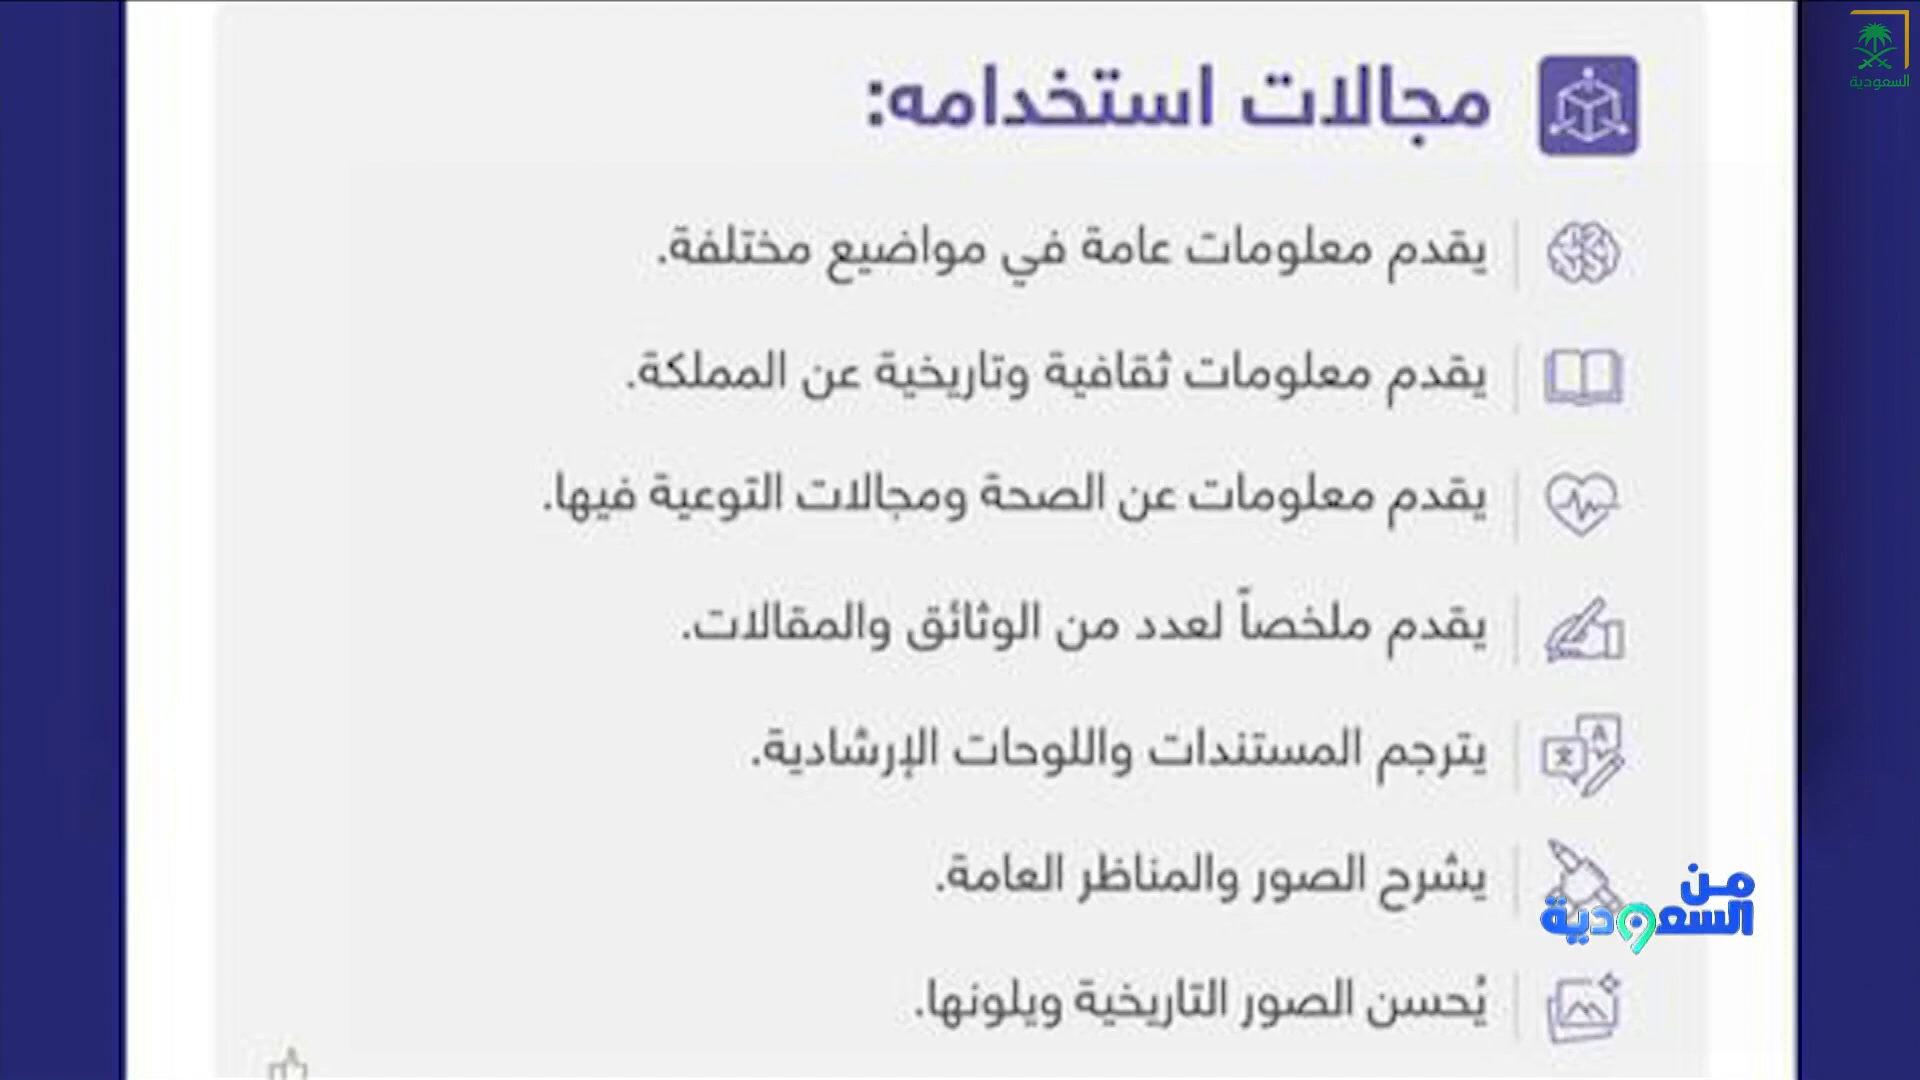 السعودية
مجالات استخدامه:
يقدم معلومات عامة في مواضيع مختلفة.
يقدم معلومات ثقافية وتاريخية عن المملكة.
يقدم معلومات عن الصحة ومجالات التوعية فيها.
يقدم ملخصاً لعدد من الوثائق والمقالات.
يترجم المستندات واللوحات الإرشادية.
A
文
يشرح الصور والمناظر العامة.
من
السعودية
يُحسن الصور التاريخية ويلونها.